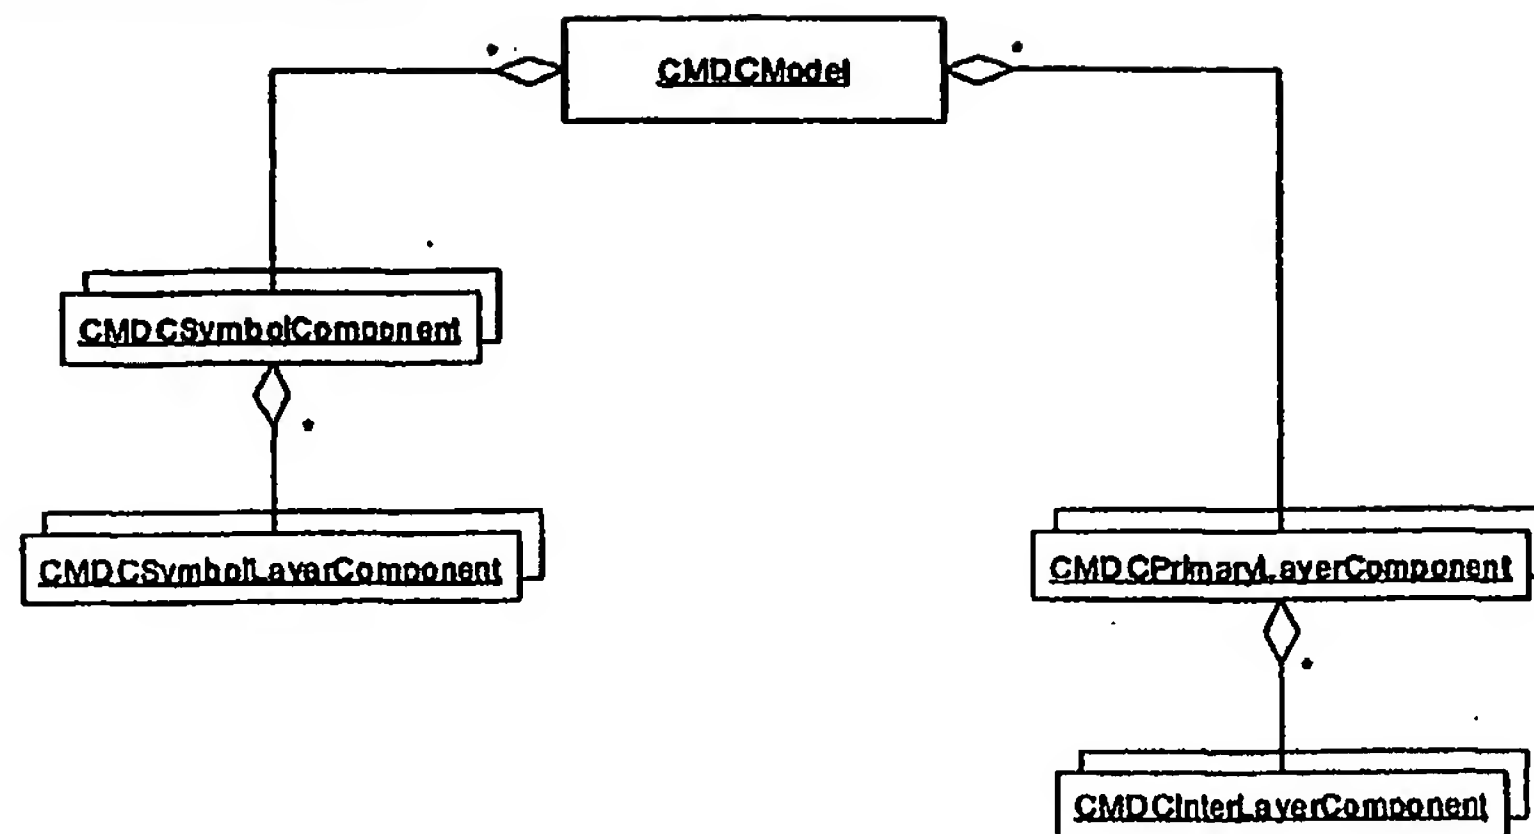 CMDCModel
CMDCSymbolComponent
CMDCSymbolLayerComponent
CMDCPrimaryLayerComponent
CMDCInterLayerComponent